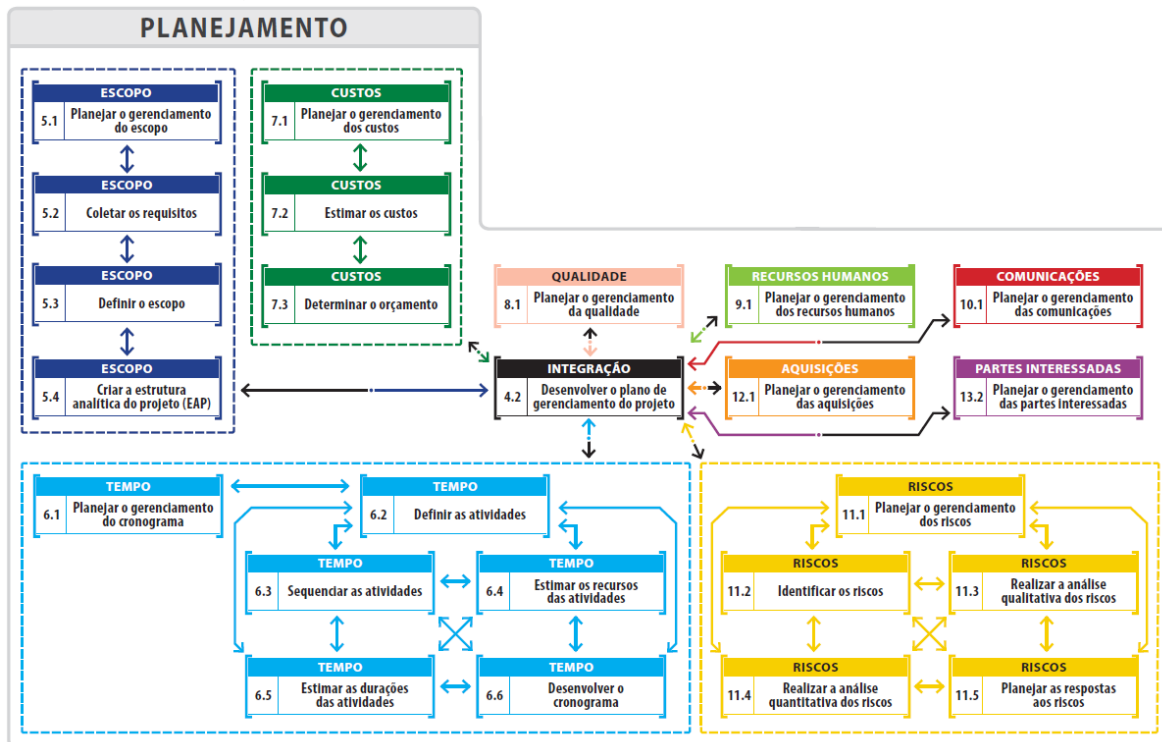 PLANEJAMENTO
ESCOPO
5.1
Planejar o gerenciamento
do escopo
ESCOPO
5.2
Coletar os requisitos
ESCOPO
5.3
Definir o escopo
ESCOPO
5.4
Criar a estrutura
analítica do projeto (EAP)
CUSTOS
7.1
Planejar o gerenciamento
dos custos
CUSTOS
7.2
Estimar os custos
CUSTOS
7.3
Determinar o orçamento
QUALIDADE
8.1
Planejar o gerenciamento
da qualidade
RECURSOS HUMANOS
9.1
Planejar o gerenciamento
dos recursos humanos
COMUNICAÇÕES
10.1
Planejar o gerenciamento
das comunicações
INTEGRAÇÃO
4.2
Desenvolver o plano de
gerenciamento do projeto
AQUISIÇÕES
12.1
Planejar o gerenciamento
das aquisições
PARTES INTERESSADAS
13.2
Planejar o gerenciamento
das partes interessadas
TEMPO
6.1
Planejar o gerenciamento
do cronograma
TEMPO
6.2
Definir as atividades
TEMPO
6.3
Sequenciar as atividades
TEMPO
6.4
Estimar os recursos
das atividades
TEMPO
6.5
Estimar as durações
das atividades
TEMPO
6.6
Desenvolver o
cronograma
RISCOS
11.1
Planejar o gerenciamento
dos riscos
RISCOS
11.2
Identificar os riscos
RISCOS
11.3
Realizar a análise
qualitativa dos riscos
RISCOS
11.4
Realizar a análise
quantitativa dos riscos
RISCOS
11.5
Planejar as respostas
aos riscos